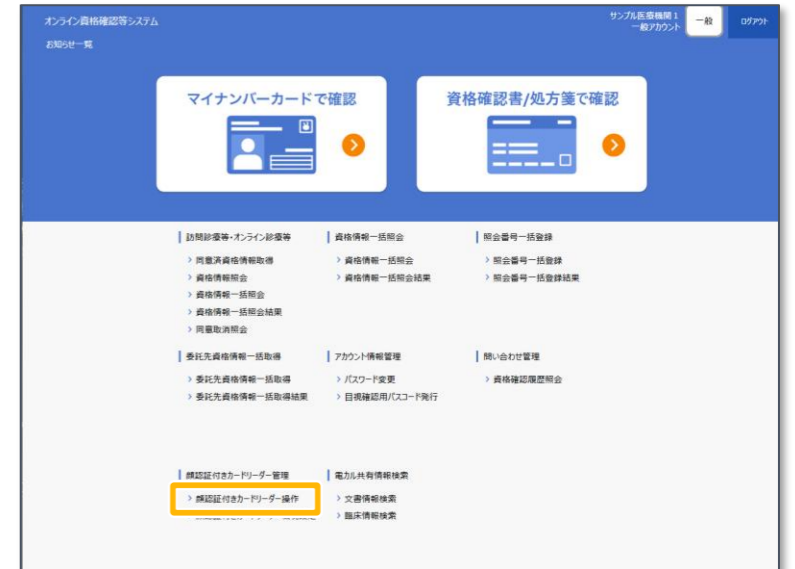 オンライン資格確認等システム
サンプル医療機関1
一般アカウント
一般
ログアウト
お知らせ一覧
マイナンバーカードで確認
資格確認書/処方箋で確認
訪問診療等・オンライン診療等
資格情報一括照会
照会番号一括登録
同意済資格情報取得
資格情報一括照会
照会番号一括登録
資格情報照会
資格情報一括照会結果
照会番号一括登録結果
資格情報一括照会
資格情報一括照会結果
同意取消照会
委託先資格情報一括取得
アカウント情報管理
問い合わせ管理
委託先資格情報一括取得
パスワード変更
資格確認履歴照会
委託先資格情報一括取得結果
目視確認用パスコード発行
顔認証付きカードリーダー管理
電カル共有情報検索
顔認証付きカードリーダー操作
文書情報検索
臨床情報検索